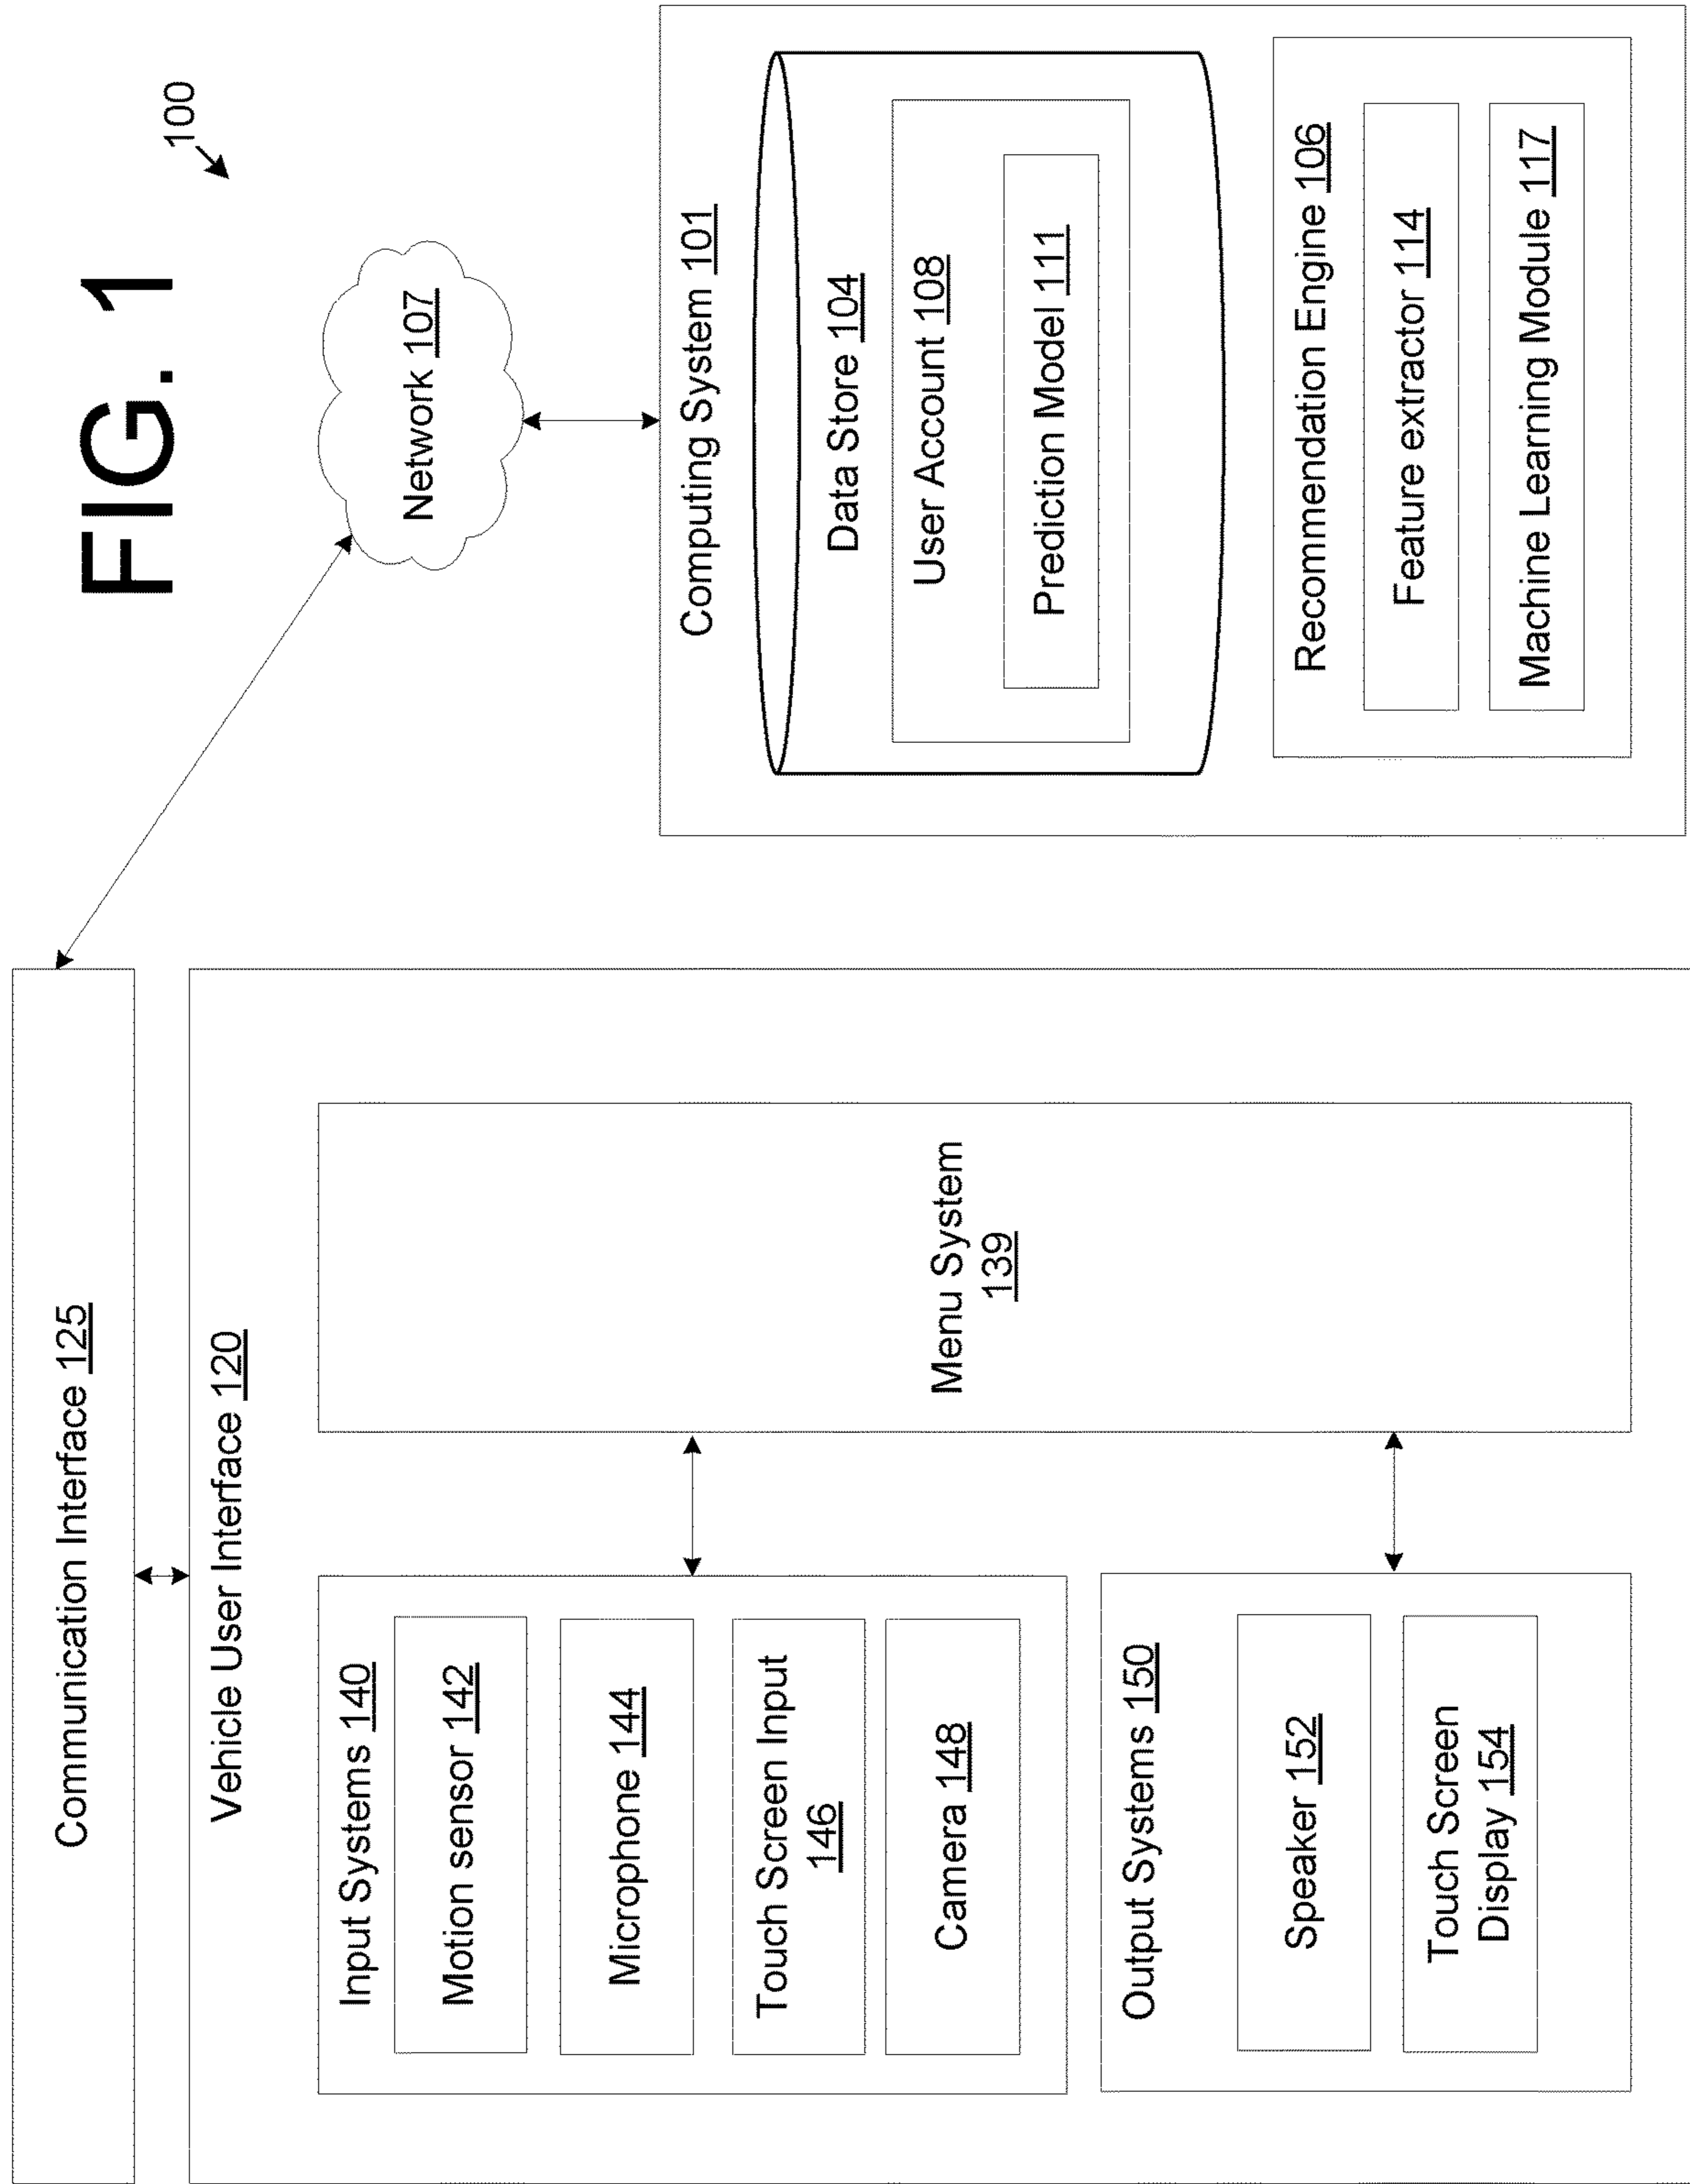 FIG. 1
100
Communication Interface 125
Vehicle User Interface 120
Input Systems 140
Motion sensor 142
Microphone 144
Touch Screen Input
146
Camera 148
Output Systems 150
Speaker 152
Touch Screen
Display 154
Menu System
139
Network 107
Computing System 101
Data Store 104
User Account 108
Prediction Model 111
Recommendation Engine 106
Feature extractor 114
Machine Learning Module 117